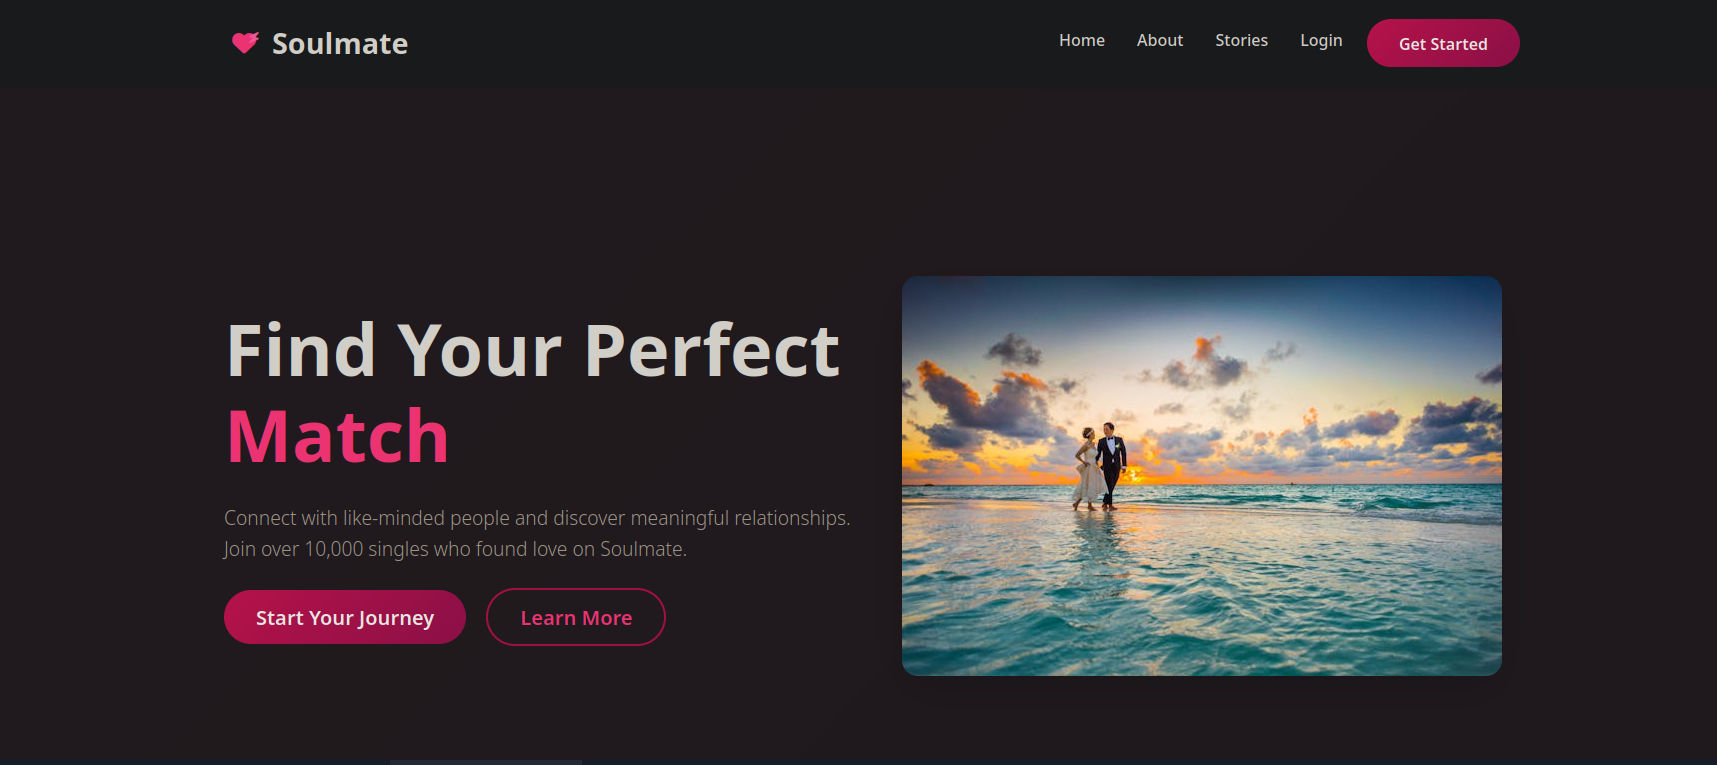 Soulmate
Home About Stories Login Get Started
Find Your Perfect
Match
Connect with like-minded people and discover meaningful relationships.
Join over 10,000 singles who found love on Soulmate.
Start Your Journey Learn More